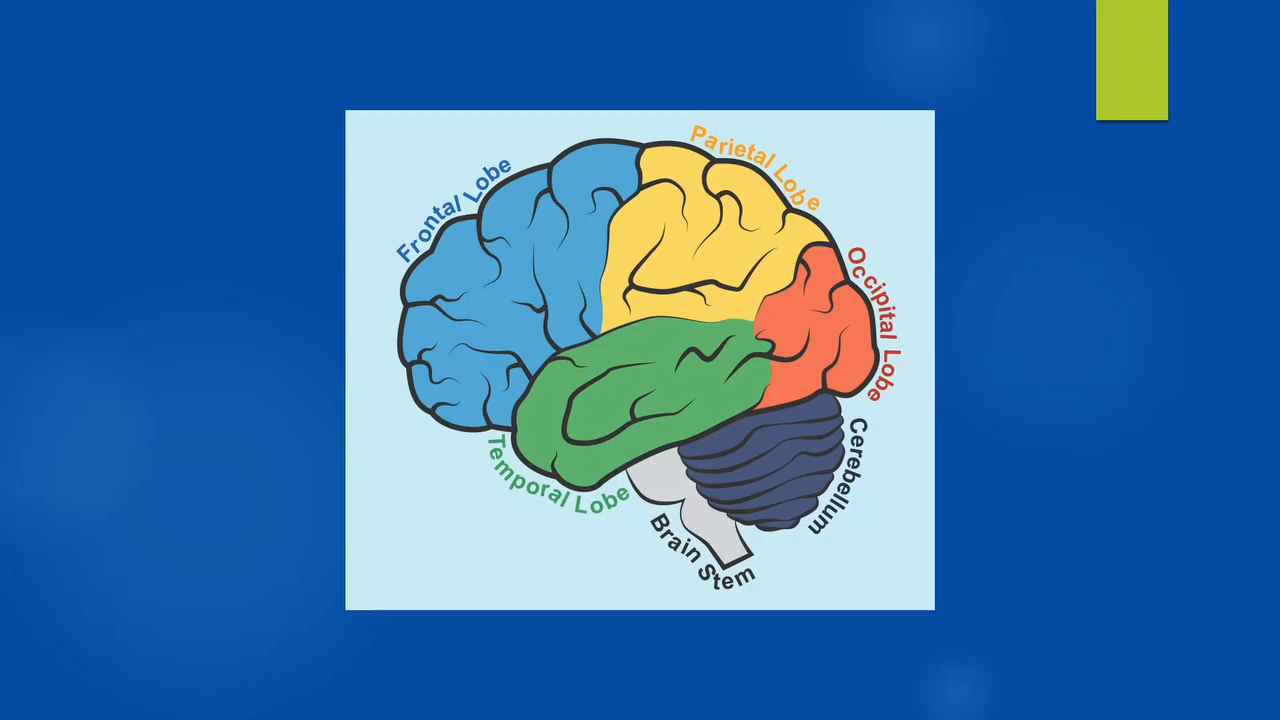 Frontal Lobe
Parietal Lobe
Occipital Lobe
Temporal Lobe
Cerebellum
Brain Stem